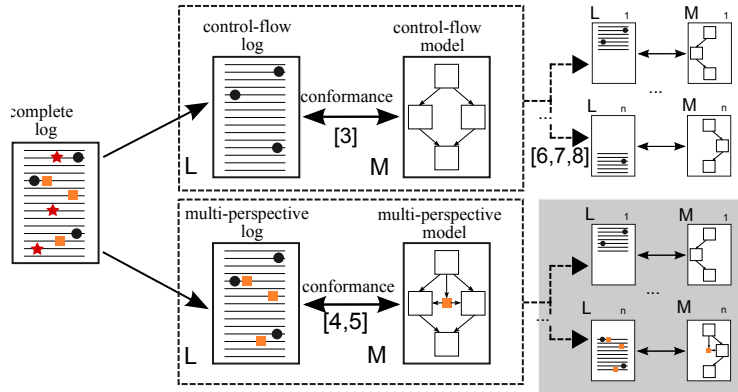 complete
log
control-flow
log
control-flow
model
conformance
[3]
L
M
L 1
M 1
...
...
L n
M n
[6,7,8]
multi-perspective
log
multi-perspective
model
conformance
[4,5]
L
M
L 1
M 1
...
...
L n
M n